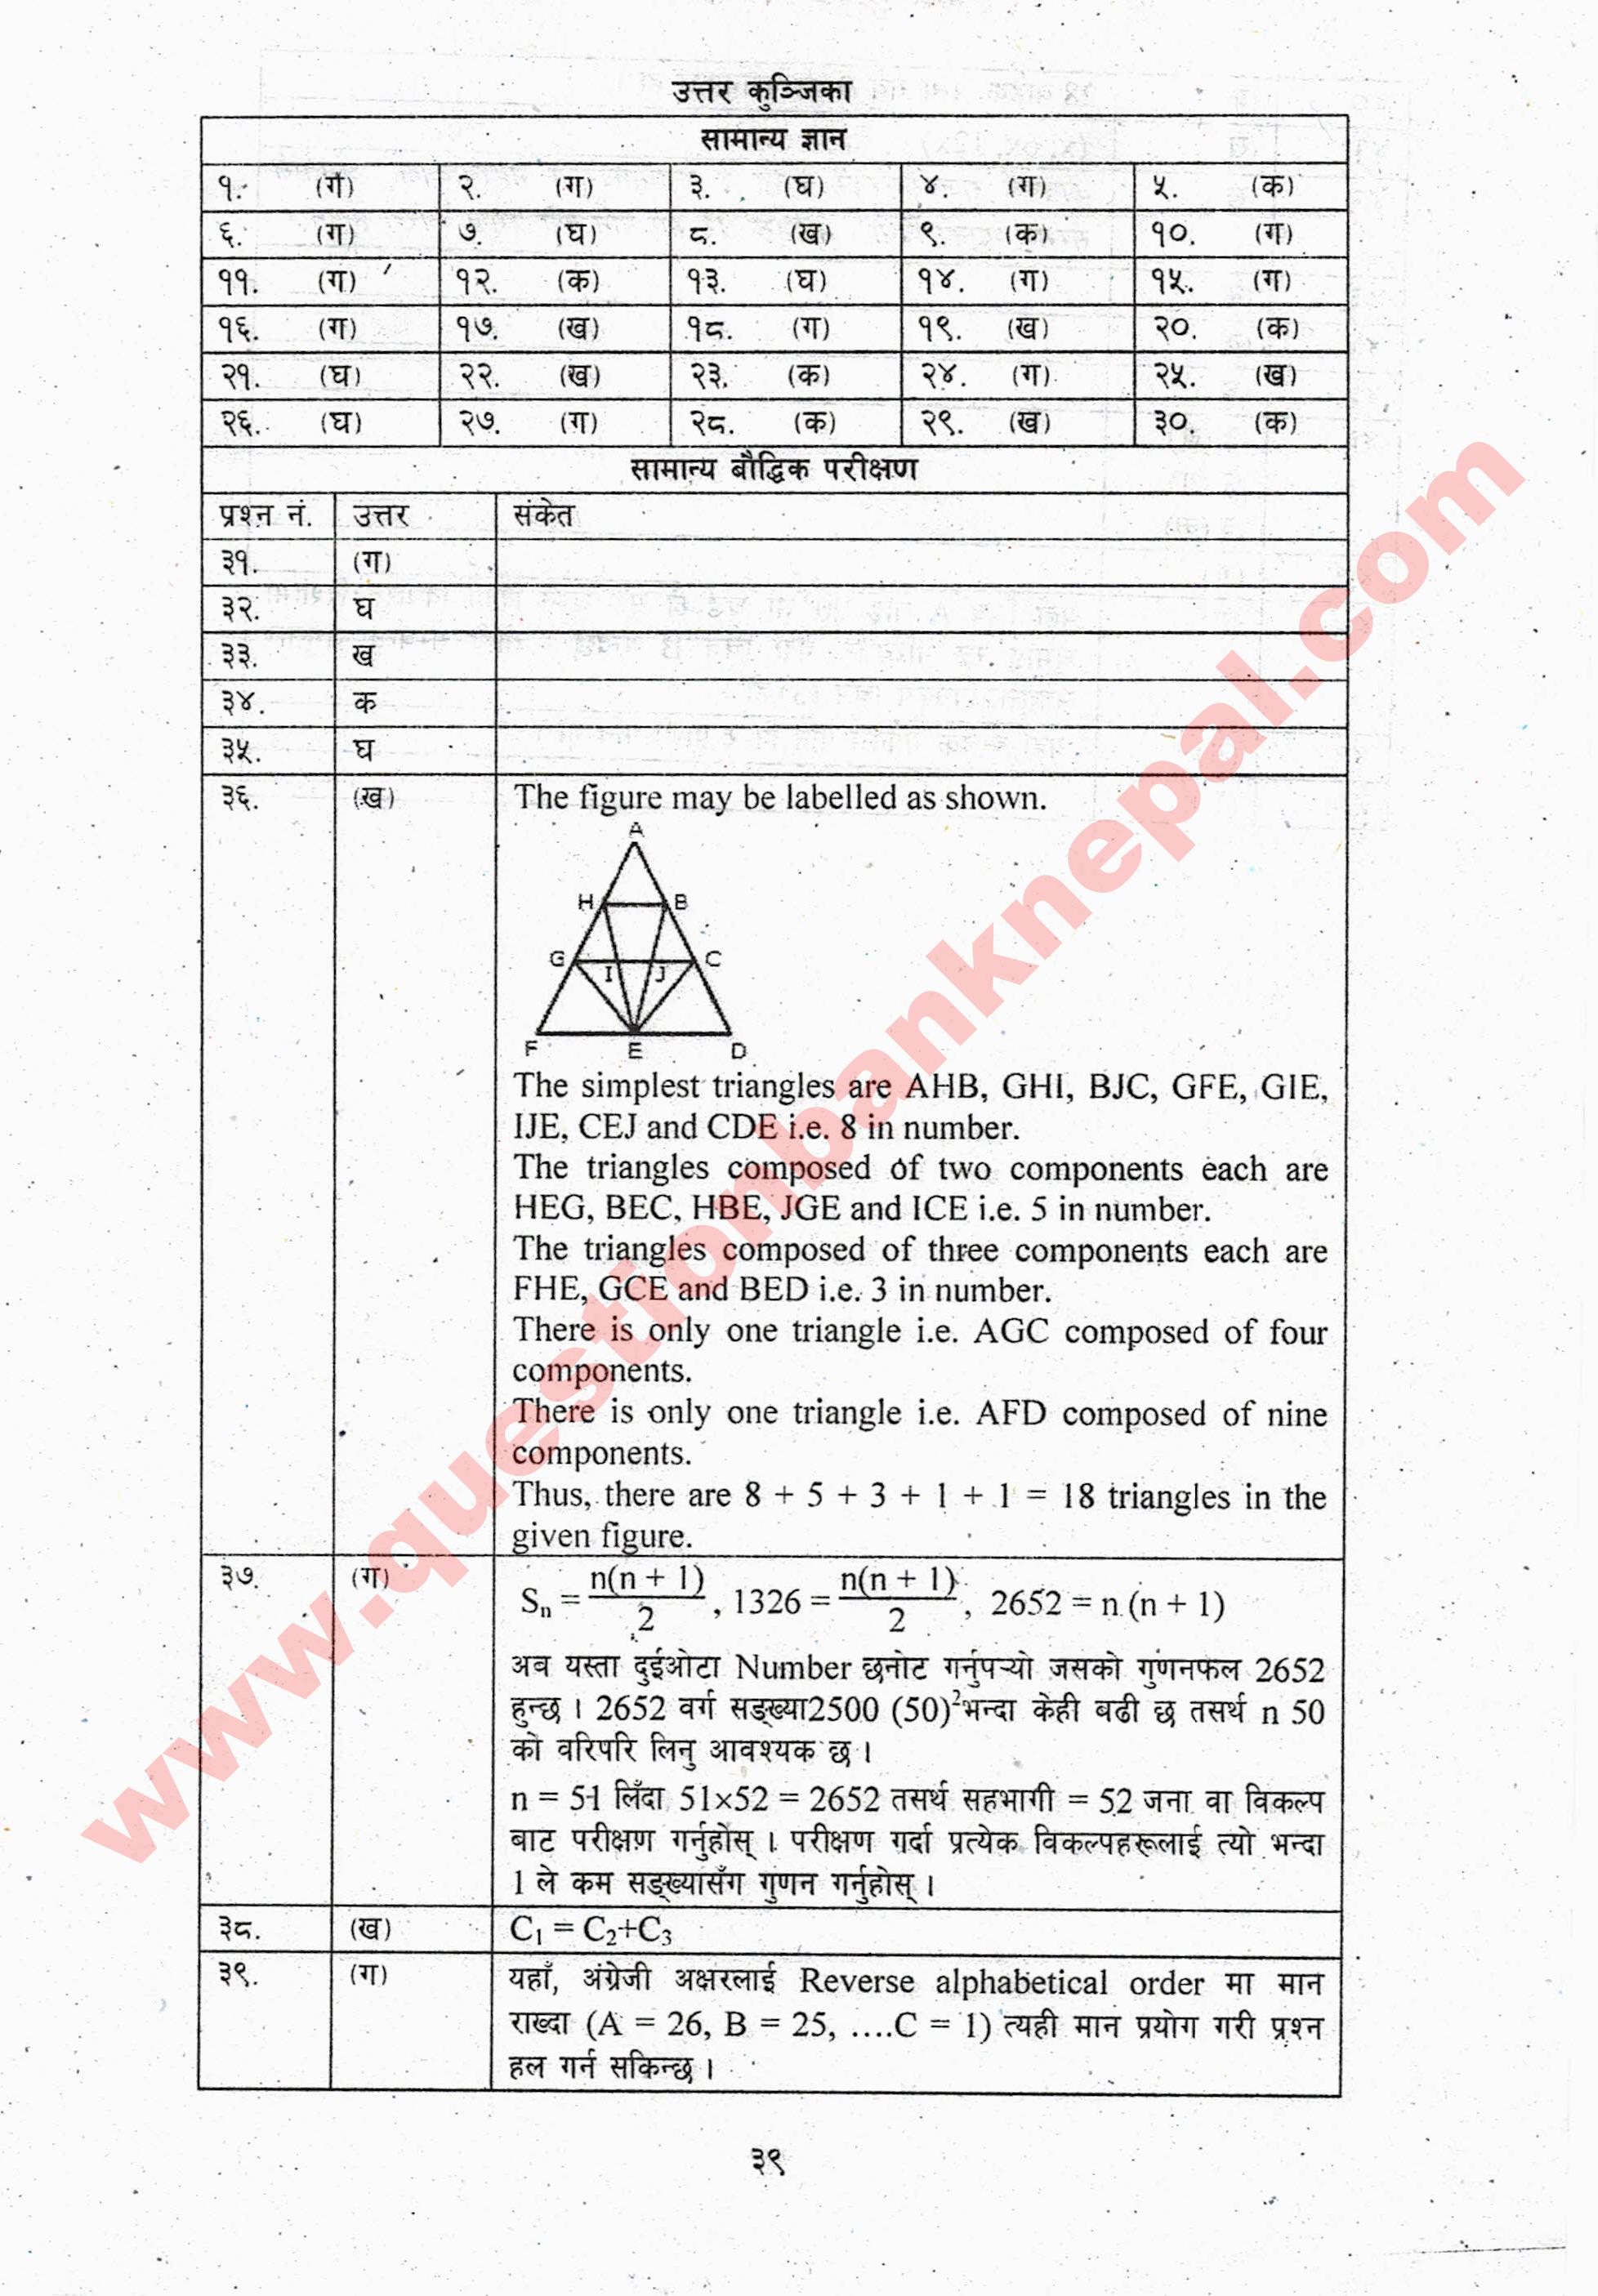 उत्तर कुञ्जिका
सामान्य ज्ञान
१. (ग) २. (ग) ३. (घ) ४. (ग) ५. (क)
६. (ग) ७. (घ) ८. (ख) ९. (क) १०. (ग)
११. (ग) १२. (क) १३. (घ) १४. (ग) १५. (ग)
१६. (ग) १७. (ख) १८. (ग) १९. (ख) २०. (क)
२१. (घ) २२. (ख) २३. (क) २४. (ग) २५. (ख)
२६. (घ) २७. (ग) २८. (क) २९. (ख) ३०. (क)
सामान्य बौद्धिक परीक्षण
प्रश्न नं. उत्तर संकेत
३१. (ग)
३२. घ
३३. ख
३४. क
३५. घ
३६. (ख) The figure may be labelled as shown.
A
H B
G I J C
F E D
The simplest triangles are AHB, GHI, BJC, GFE, GIE,
IJE, CEJ and CDE i.e. 8 in number.
The triangles composed of two components each are
HEG, BEC, HBE, JGE and ICE i.e. 5 in number.
The triangles composed of three components each are
FHE, GCE and BED i.e. 3 in number.
There is only one triangle i.e. AGC composed of four
components.
There is only one triangle i.e. AFD composed of nine
components.
Thus, there are 8 + 5 + 3 + 1 + 1 = 18 triangles in the
given figure.
३७. (ग) Sₙ = n(n + 1)/2 , 1326 = n(n + 1)/2 , 2652 = n (n + 1)
अब यस्ता दुईओटा Number छनोट गर्नुपर्‍यो जसको गुणनफल 2652
हुन्छ । 2652 वर्ग सङ्ख्या2500 (50)²भन्दा केही बढी छ तसर्थ n 50
को वरिपरि लिनु आवश्यक छ ।
n = 51 लिँदा 51×52 = 2652 तसर्थ सहभागी = 52 जना वा विकल्प
बाट परीक्षण गर्नुहोस् । परीक्षण गर्दा प्रत्येक विकल्पहरूलाई त्यो भन्दा
1 ले कम सङ्ख्यासँग गुणन गर्नुहोस् ।
३८. (ख) C₁ = C₂+C₃
३९. (ग) यहाँ, अंग्रेजी अक्षरलाई Reverse alphabetical order मा मान
राख्दा (A = 26, B = 25, ....C = 1) त्यही मान प्रयोग गरी प्रश्न
हल गर्न सकिन्छ ।
३९
www.questionbanknepal.com